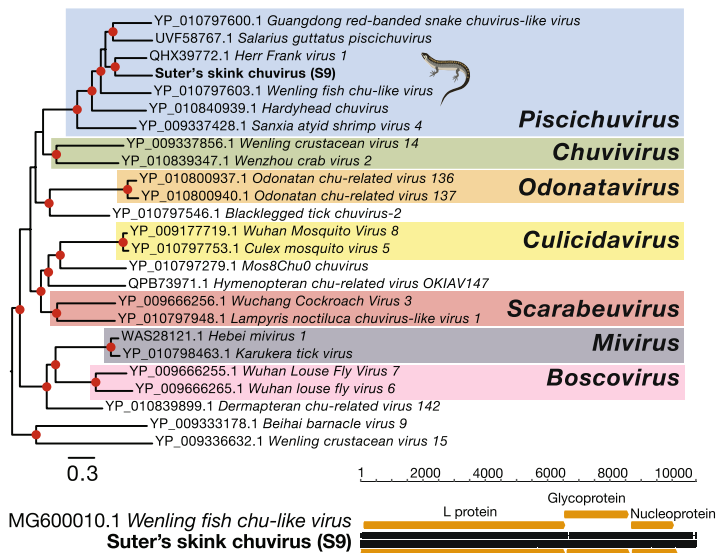 YP_010797600.1 Guangdong red-banded snake chuvirus-like virus
UVF58767.1 Salarius guttatus piscichuvirus
QHX39772.1 Herr Frank virus 1
Suter's skink chuvirus (S9)
YP_010797603.1 Wenling fish chu-like virus
YP_010840939.1 Hardyhead chuvirus
YP_009337428.1 Sanxia atyid shrimp virus 4
Piscichuvirus
YP_009337856.1 Wenling crustacean virus 14
YP_010839347.1 Wenzhou crab virus 2
Chuvivirus
YP_010800937.1 Odonatan chu-related virus 136
YP_010800940.1 Odonatan chu-related virus 137
Odonatavirus
YP_010797546.1 Blacklegged tick chuvirus-2
YP_009177719.1 Wuhan Mosquito Virus 8
YP_010797753.1 Culex mosquito virus 5
Culicidavirus
YP_010797279.1 Mos8Chu0 chuvirus
QPB73971.1 Hymenopteran chu-related virus OKIAV147
YP_009666256.1 Wuchang Cockroach Virus 3
YP_010797948.1 Lampyris noctiluca chuvirus-like virus 1
Scarabeuvirus
WAS28121.1 Hebei mivirus 1
YP_010798463.1 Karukera tick virus
Mivirus
YP_009666255.1 Wuhan Louse Fly Virus 7
YP_009666265.1 Wuhan louse fly virus 6
Boscovirus
YP_010839899.1 Dermapteran chu-related virus 142
YP_009333178.1 Beihai barnacle virus 9
YP_009336632.1 Wenling crustacean virus 15
0.3
1 2000 4000 6000 8000 10000
Glycoprotein
L protein
Nucleoprotein
MG600010.1 Wenling fish chu-like virus
Suter's skink chuvirus (S9)